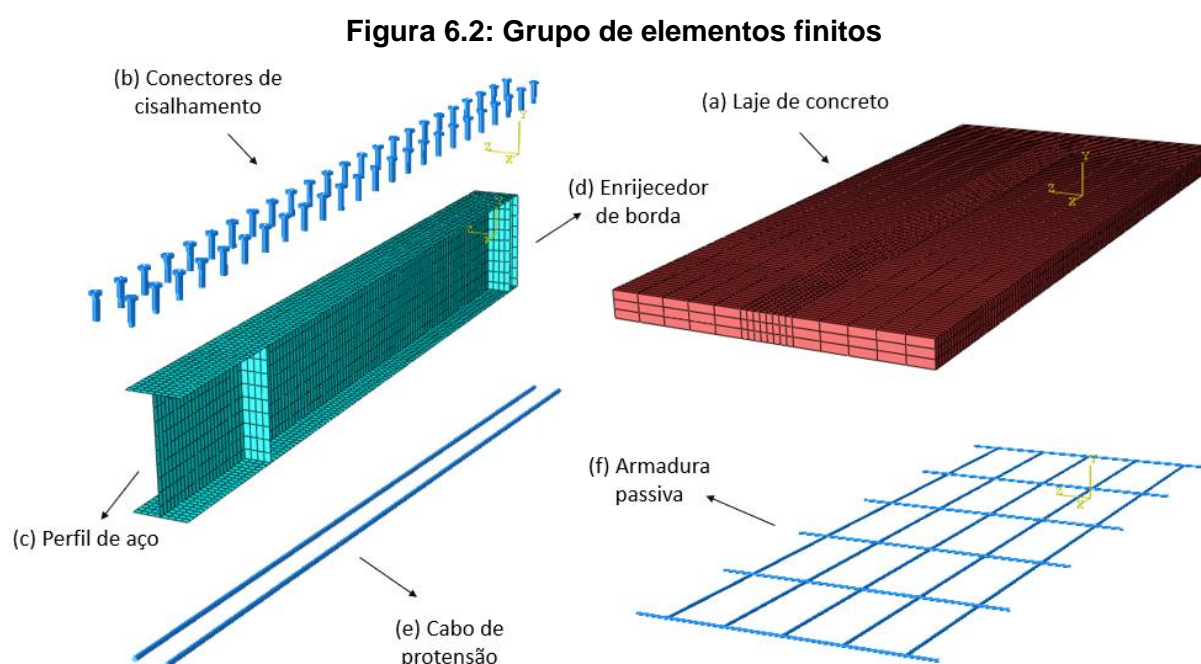 Figura 6.2: Grupo de elementos finitos
(b) Conectores de
cisalhamento
(a) Laje de concreto
(d) Enrijecedor
de borda
(c) Perfil de aço
(e) Cabo de
protensão
(f) Armadura
passiva
Y
Z
X
Y
Z
X
Y
Z
X
Y
Z
X